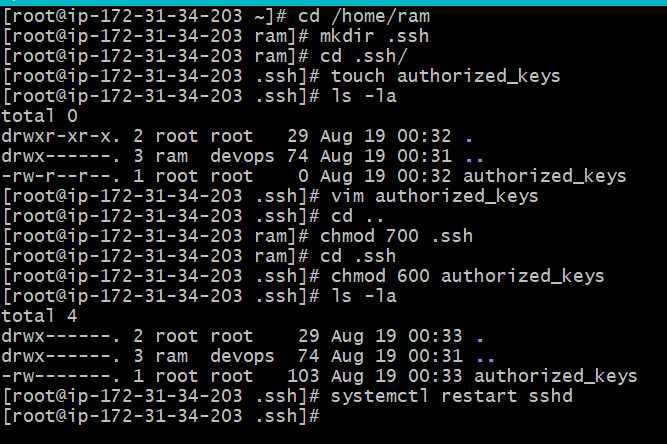 [root@ip-172-31-34-203 ~]# cd /home/ram
[root@ip-172-31-34-203 ram]# mkdir .ssh
[root@ip-172-31-34-203 ram]# cd .ssh/
[root@ip-172-31-34-203 .ssh]# touch authorized_keys
[root@ip-172-31-34-203 .ssh]# ls -la
total 0
drwxr-xr-x. 2 root root   29 Aug 19 00:32 .
drwx------. 3 ram  devops 74 Aug 19 00:31 ..
-rw-r--r--. 1 root root    0 Aug 19 00:32 authorized_keys
[root@ip-172-31-34-203 .ssh]# vim authorized_keys
[root@ip-172-31-34-203 .ssh]# cd ..
[root@ip-172-31-34-203 ram]# chmod 700 .ssh
[root@ip-172-31-34-203 ram]# cd .ssh
[root@ip-172-31-34-203 .ssh]# chmod 600 authorized_keys
[root@ip-172-31-34-203 .ssh]# ls -la
total 4
drwx------. 2 root root    29 Aug 19 00:33 .
drwx------. 3 ram  devops  74 Aug 19 00:31 ..
-rw-------. 1 root root   103 Aug 19 00:33 authorized_keys
[root@ip-172-31-34-203 .ssh]# systemctl restart sshd
[root@ip-172-31-34-203 .ssh]#